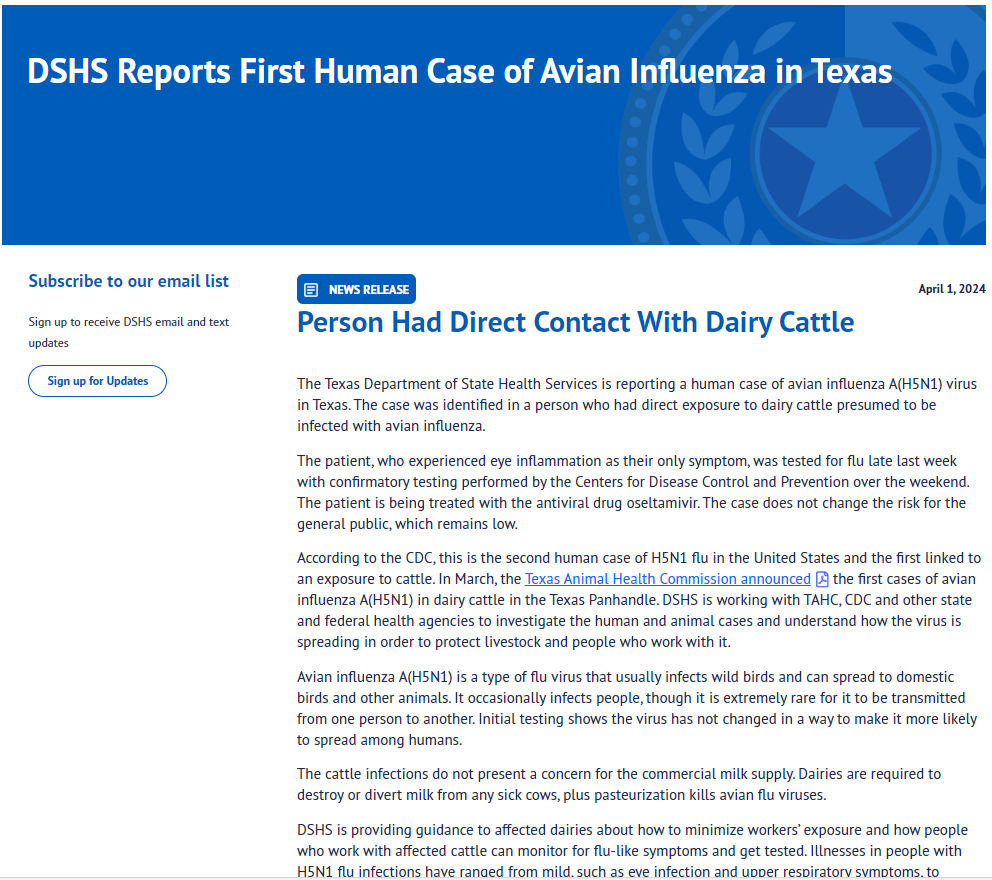 DSHS Reports First Human Case of Avian Influenza in Texas
Subscribe to our email list
Sign up to receive DSHS email and text
updates
Sign up for Updates
NEWS RELEASE
April 1, 2024
Person Had Direct Contact With Dairy Cattle
The Texas Department of State Health Services is reporting a human case of avian influenza A(H5N1) virus
in Texas. The case was identified in a person who had direct exposure to dairy cattle presumed to be
infected with avian influenza.
The patient, who experienced eye inflammation as their only symptom, was tested for flu late last week
with confirmatory testing performed by the Centers for Disease Control and Prevention over the weekend.
The patient is being treated with the antiviral drug oseltamivir. The case does not change the risk for the
general public, which remains low.
According to the CDC, this is the second human case of H5N1 flu in the United States and the first linked to
an exposure to cattle. In March, the Texas Animal Health Commission announced the first cases of avian
influenza A(H5N1) in dairy cattle in the Texas Panhandle. DSHS is working with TAHC, CDC and other state
and federal health agencies to investigate the human and animal cases and understand how the virus is
spreading in order to protect livestock and people who work with it.
Avian influenza A(H5N1) is a type of flu virus that usually infects wild birds and can spread to domestic
birds and other animals. It occasionally infects people, though it is extremely rare for it to be transmitted
from one person to another. Initial testing shows the virus has not changed in a way to make it more likely
to spread among humans.
The cattle infections do not present a concern for the commercial milk supply. Dairies are required to
destroy or divert milk from any sick cows, plus pasteurization kills avian flu viruses.
DSHS is providing guidance to affected dairies about how to minimize workers' exposure and how people
who work with affected cattle can monitor for flu-like symptoms and get tested. Illnesses in people with
H5N1 flu infections have ranged from mild, such as eye infection and upper respiratory symptoms, to